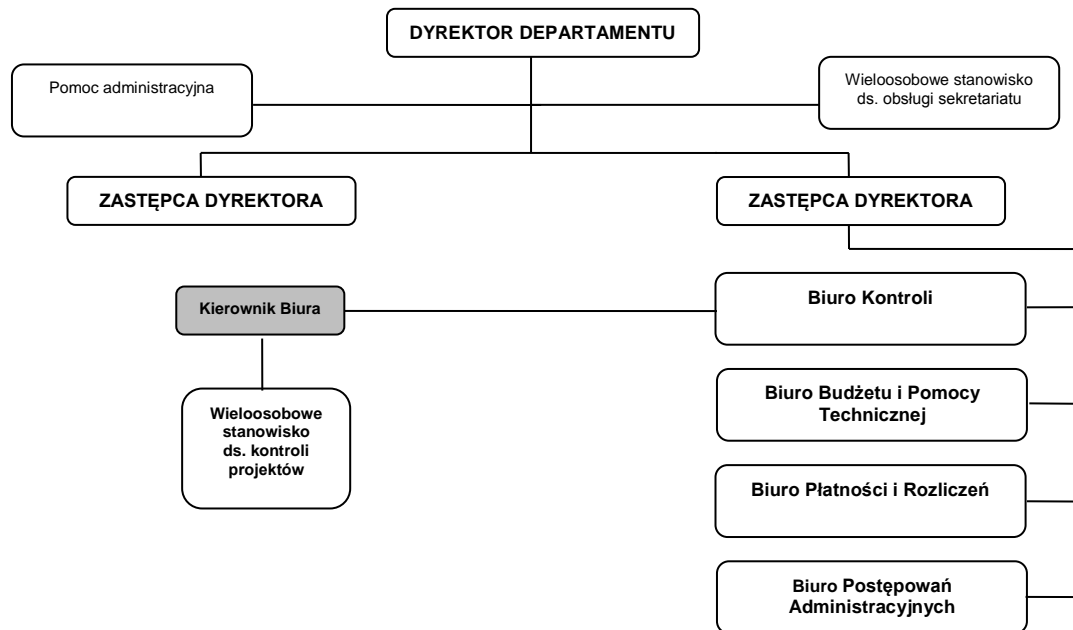 DYREKTOR DEPARTAMENTU
Pomoc administracyjna
Wieloosobowe stanowisko
ds. obsługi sekretariatu
ZASTĘPCA DYREKTORA
ZASTĘPCA DYREKTORA
Kierownik Biura
Biuro Kontroli
Wieloosobowe
stanowisko
ds. kontroli
projektów
Biuro Budżetu i Pomocy
Technicznej
Biuro Płatności i Rozliczeń
Biuro Postępowań
Administracyjnych